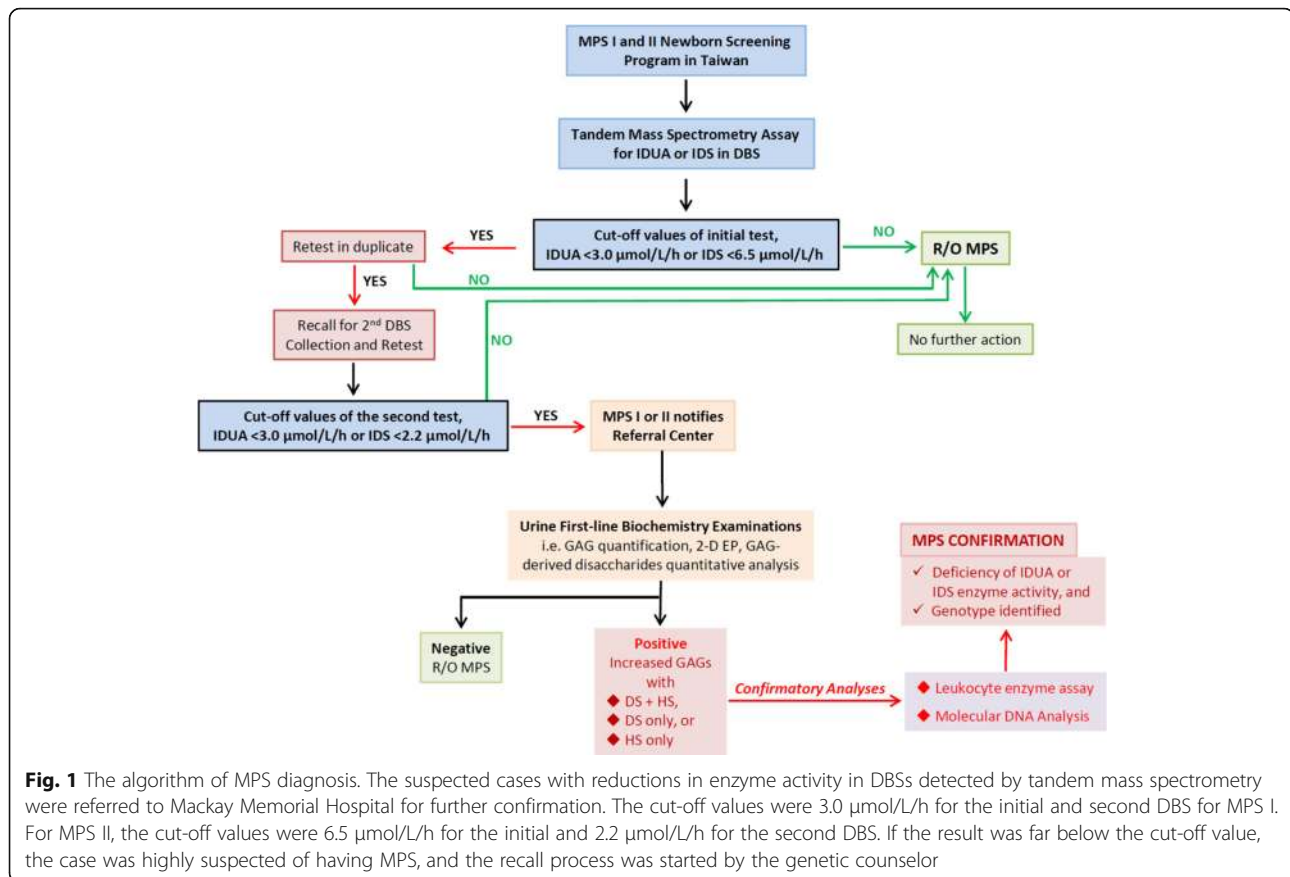 MPS I and II Newborn Screening
Program in Taiwan
Tandem Mass Spectrometry Assay
for IDUA or IDS in DBS
Cut-off values of initial test,
IDUA <3.0 µmol/L/h or IDS <6.5 µmol/L/h
YES
NO
Retest in duplicate
R/O MPS
NO
YES
Recall for 2nd DBS
Collection and Retest
NO
No further action
Cut-off values of the second test,
IDUA <3.0 µmol/L/h or IDS <2.2 µmol/L/h
YES
MPS I or II notifies
Referral Center
Urine First-line Biochemistry Examinations
i.e. GAG quantification, 2-D EP, GAG-
derived disaccharides quantitative analysis
Negative
R/O MPS
Positive
Increased GAGs
with
◆ DS + HS,
◆ DS only, or
◆ HS only
Confirmatory Analyses
◆ Leukocyte enzyme assay
◆ Molecular DNA Analysis
MPS CONFIRMATION
✓ Deficiency of IDUA or
IDS enzyme activity, and
✓ Genotype identified
Fig. 1 The algorithm of MPS diagnosis. The suspected cases with reductions in enzyme activity in DBSs detected by tandem mass spectrometry
were referred to Mackay Memorial Hospital for further confirmation. The cut-off values were 3.0 µmol/L/h for the initial and second DBS for MPS I.
For MPS II, the cut-off values were 6.5 µmol/L/h for the initial and 2.2 µmol/L/h for the second DBS. If the result was far below the cut-off value,
the case was highly suspected of having MPS, and the recall process was started by the genetic counselor